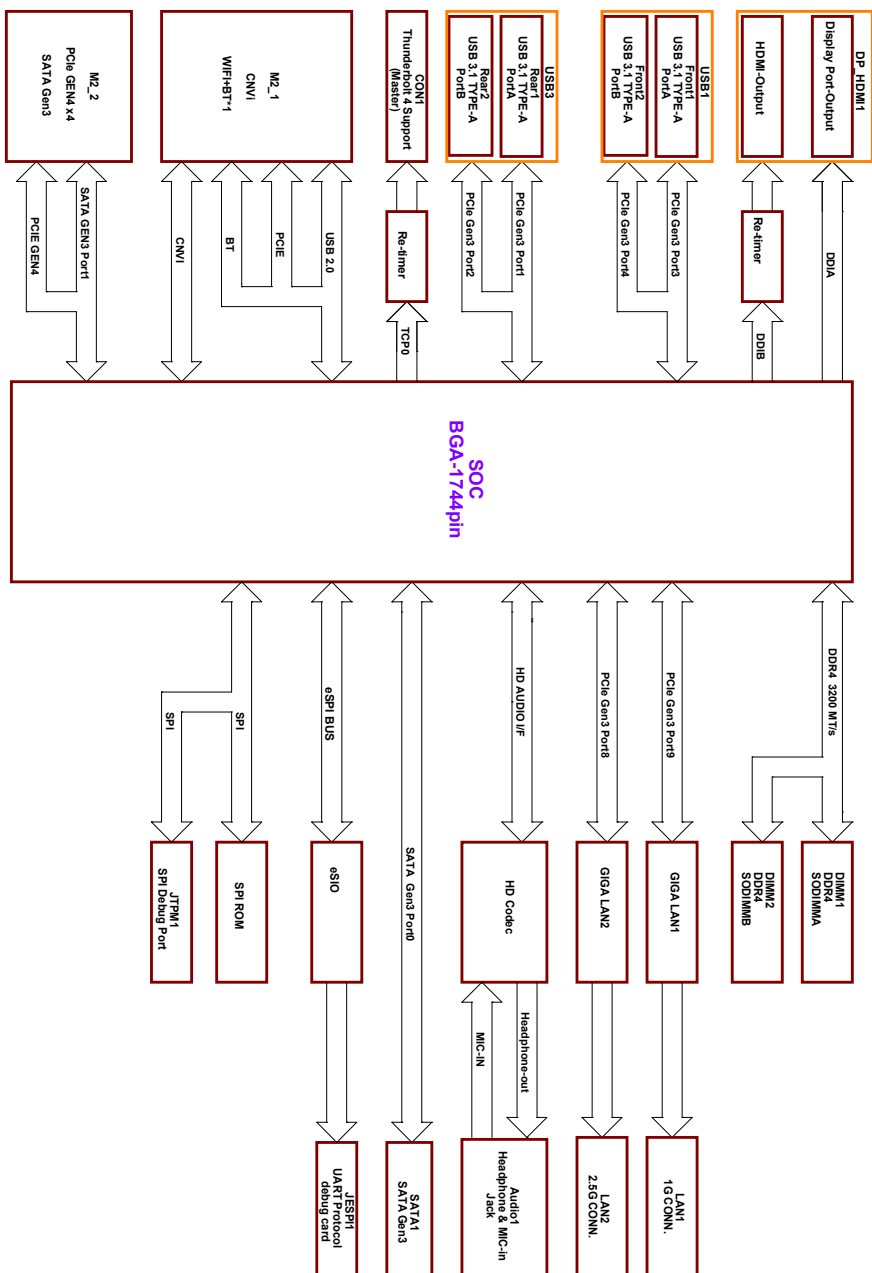 DP_HDMI1
Display Port-Output
HDMI-Output
USB1
Front1
USB 3.1 TYPE-A
PortA
Front2
USB 3.1 TYPE-A
PortB
USB3
Rear1
USB 3.1 TYPE-A
PortA
Rear2
USB 3.1 TYPE-A
PortB
CON1
Thunderbolt 4 Support
(Master)
M2_1
CNVi
WIFI+BT*1
M2_2
PCIe GEN4 x4
SATA Gen3
DDIA
Re-timer
DDIB
PCIe Gen3 Port3
PCIe Gen3 Port4
PCIe Gen3 Port1
PCIe Gen3 Port2
Re-timer
TCP0
USB 2.0
PCIE
BT
CNVI
SATA GEN3 Port1
PCIE GEN4
SOC
BGA-1744pin
DDR4 3200 MT/s
PCIe Gen3 Port9
PCIe Gen3 Port8
HD AUDIO I/F
SATA Gen3 Port0
eSPI BUS
SPI
SPI
DIMM1
DDR4
SODIMMA
DIMM2
DDR4
SODIMMB
GIGA LAN1
GIGA LAN2
HD Codec
eSIO
SPI ROM
JTPM1
SPI Debug Port
Headphone-out
MIC-IN
LAN1
1G CONN.
LAN2
2.5G CONN.
Audio1
Headphone & MIC-in
Jack
SATA1
SATA Gen3
JESPI1
UART Protocol
debug card